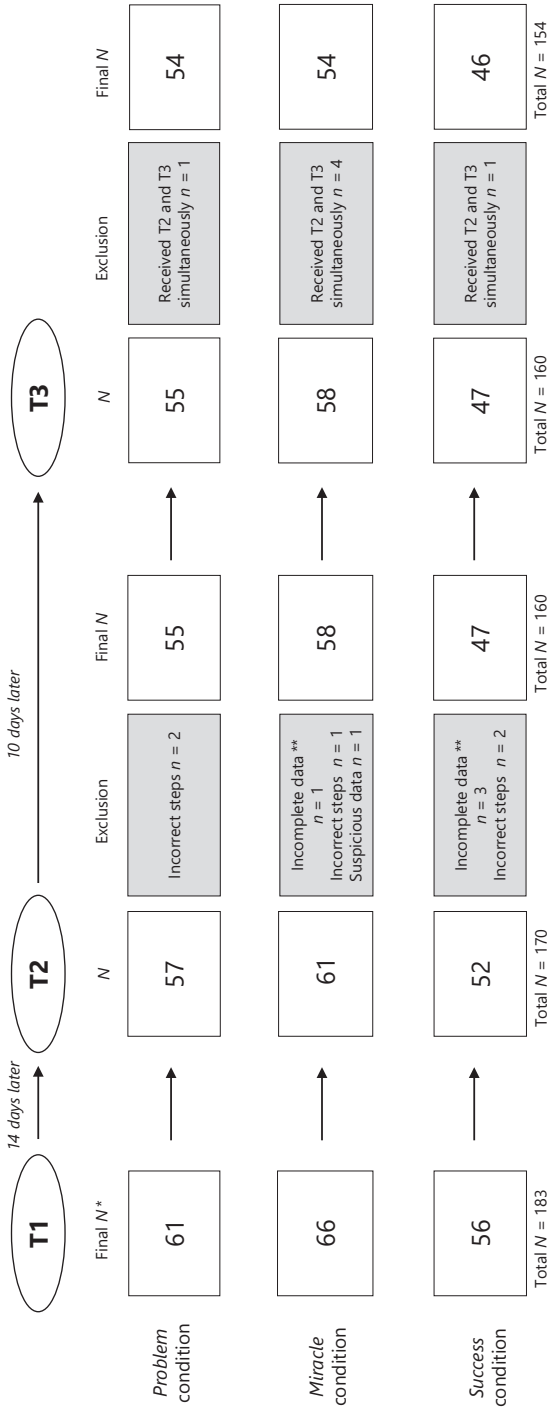 T1
14 days later
T2
10 days later
T3
Final N*
N
Exclusion
Final N
N
Exclusion
Final N
Problem
condition
61
57
Incorrect steps n = 2
55
55
Received T2 and T3
simultaneously n = 1
54
Miracle
condition
66
61
Incomplete data **
n = 1
Incorrect steps n = 1
Suspicious data n = 1
58
58
Received T2 and T3
simultaneously n = 4
54
Success
condition
56
52
Incomplete data **
n = 3
Incorrect steps n = 2
47
47
Received T2 and T3
simultaneously n = 1
46
Total N = 183
Total N = 170
Total N = 160
Total N = 160
Total N = 154